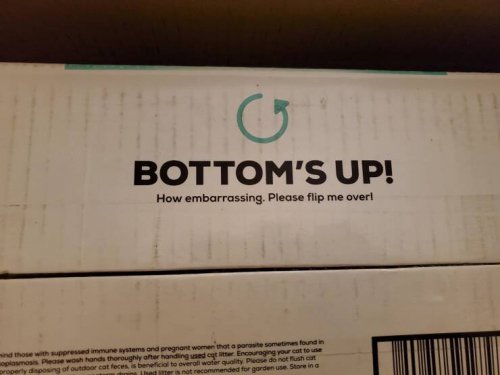 BOTTOM'S UP!
How embarrassing. Please flip me over!
ind those with suppressed immune systems and pregnant women that a parasite sometimes found in
oplasmosis. Please wash hands thoroughly after handling used cat litter. Encouraging your cat to use
roperly disposing of outdoor cat feces, is beneficial to overall water quality. Please do not flush cat
Used litter is not recommended for garden use. Store in a